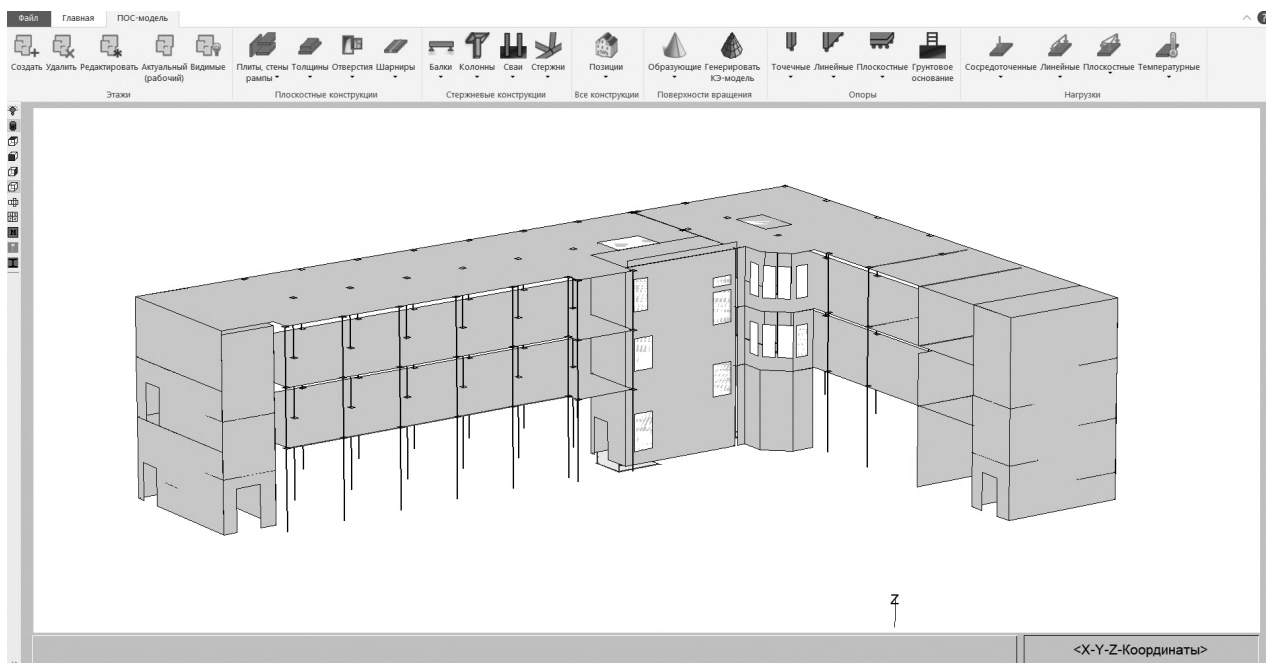 Файл Главная ПОС-модель
Создать Удалить Редактировать Актуальный Видимые Плиты, стены Толщины Отверстия Шарниры Балки Колонны Сваи Стержни Позиции Образующие Генерировать Точечные Линейные Плоскостные Грунтовое Сосредоточенные Линейные Плоскостные Температурные
(рабочий) рампы КЭ-модель основание
Этажи Плоскостные конструкции Стержневые конструкции Все конструкции Поверхности вращения Опоры Нагрузки
Z
<X-Y-Z-Координаты>